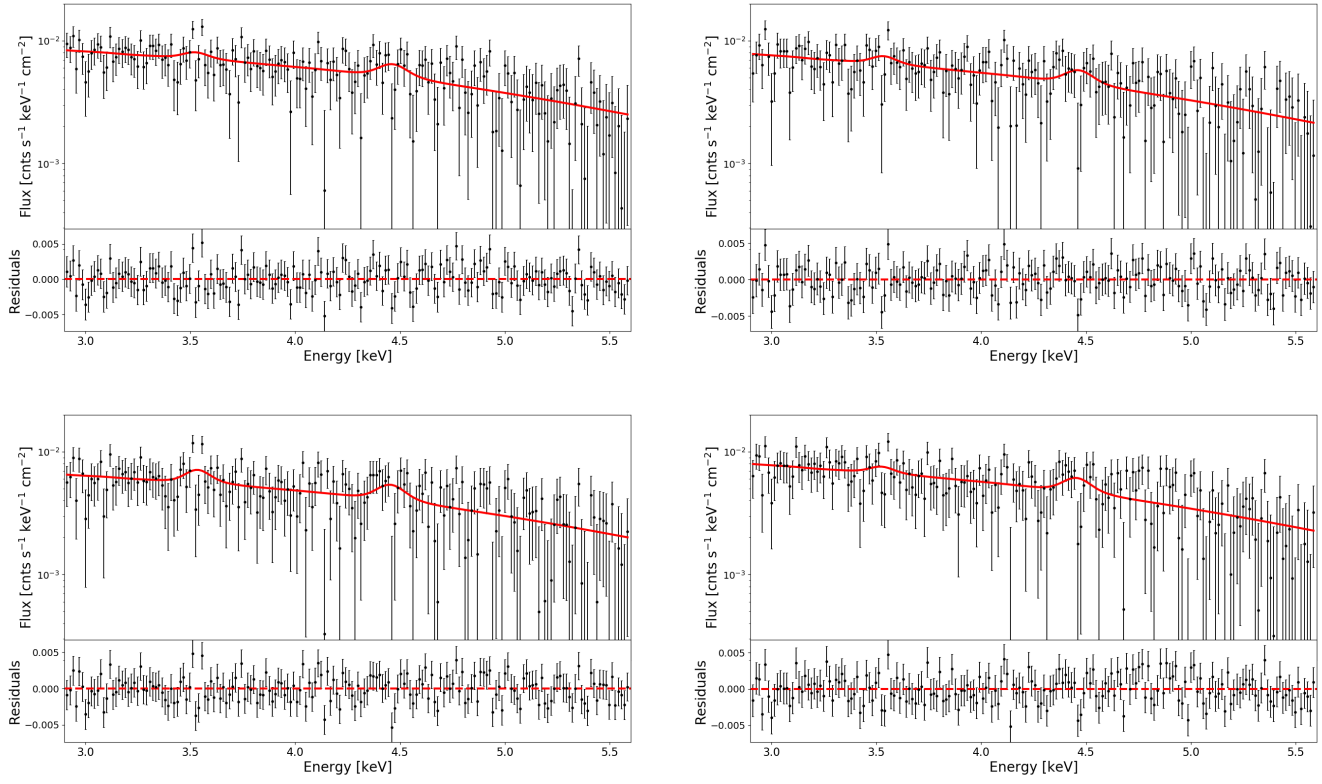 10⁻²
10⁻³
Flux [cnts s⁻¹ keV⁻¹ cm⁻²]
0.005
0.000
−0.005
Residuals
3.0 3.5 4.0 4.5 5.0 5.5
Energy [keV]
10⁻²
10⁻³
Flux [cnts s⁻¹ keV⁻¹ cm⁻²]
0.005
0.000
−0.005
Residuals
3.0 3.5 4.0 4.5 5.0 5.5
Energy [keV]
10⁻²
10⁻³
Flux [cnts s⁻¹ keV⁻¹ cm⁻²]
0.005
0.000
−0.005
Residuals
3.0 3.5 4.0 4.5 5.0 5.5
Energy [keV]
10⁻²
10⁻³
Flux [cnts s⁻¹ keV⁻¹ cm⁻²]
0.005
0.000
−0.005
Residuals
3.0 3.5 4.0 4.5 5.0 5.5
Energy [keV]